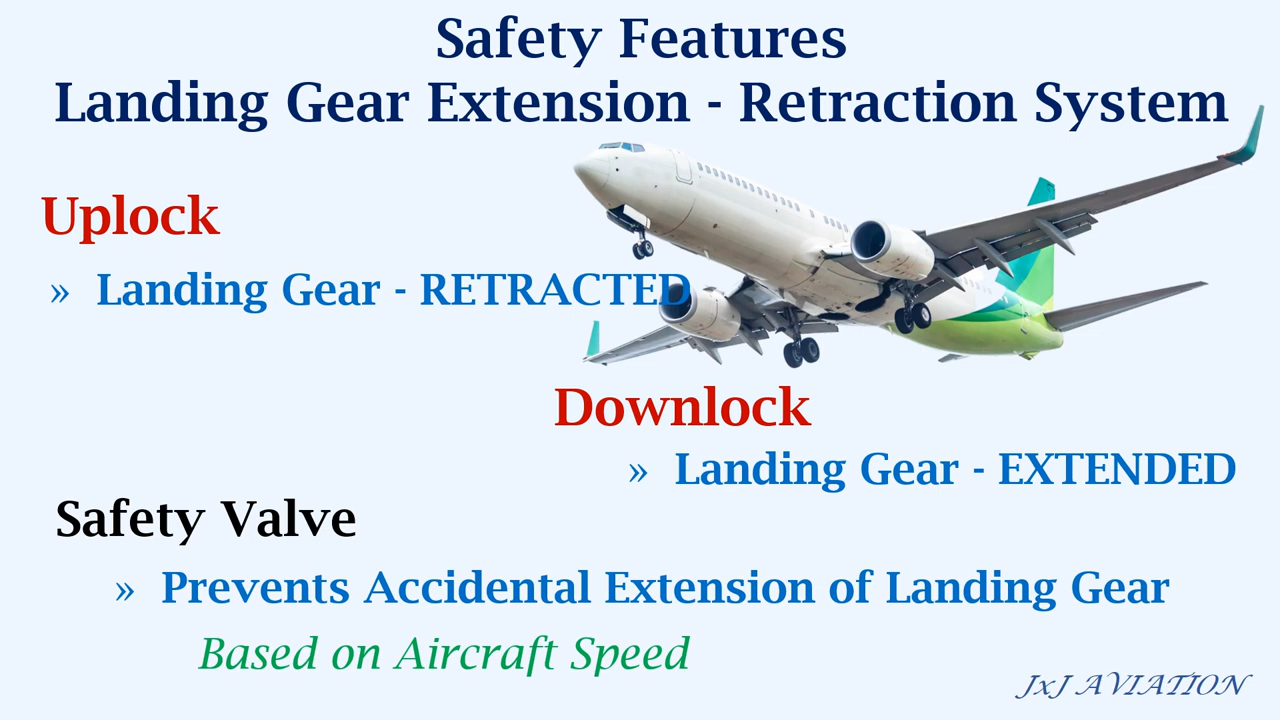 Safety Features
Landing Gear Extension - Retraction System
Uplock
» Landing Gear - RETRACTED
Downlock
» Landing Gear - EXTENDED
Safety Valve
» Prevents Accidental Extension of Landing Gear
Based on Aircraft Speed
JxJ AVIATION